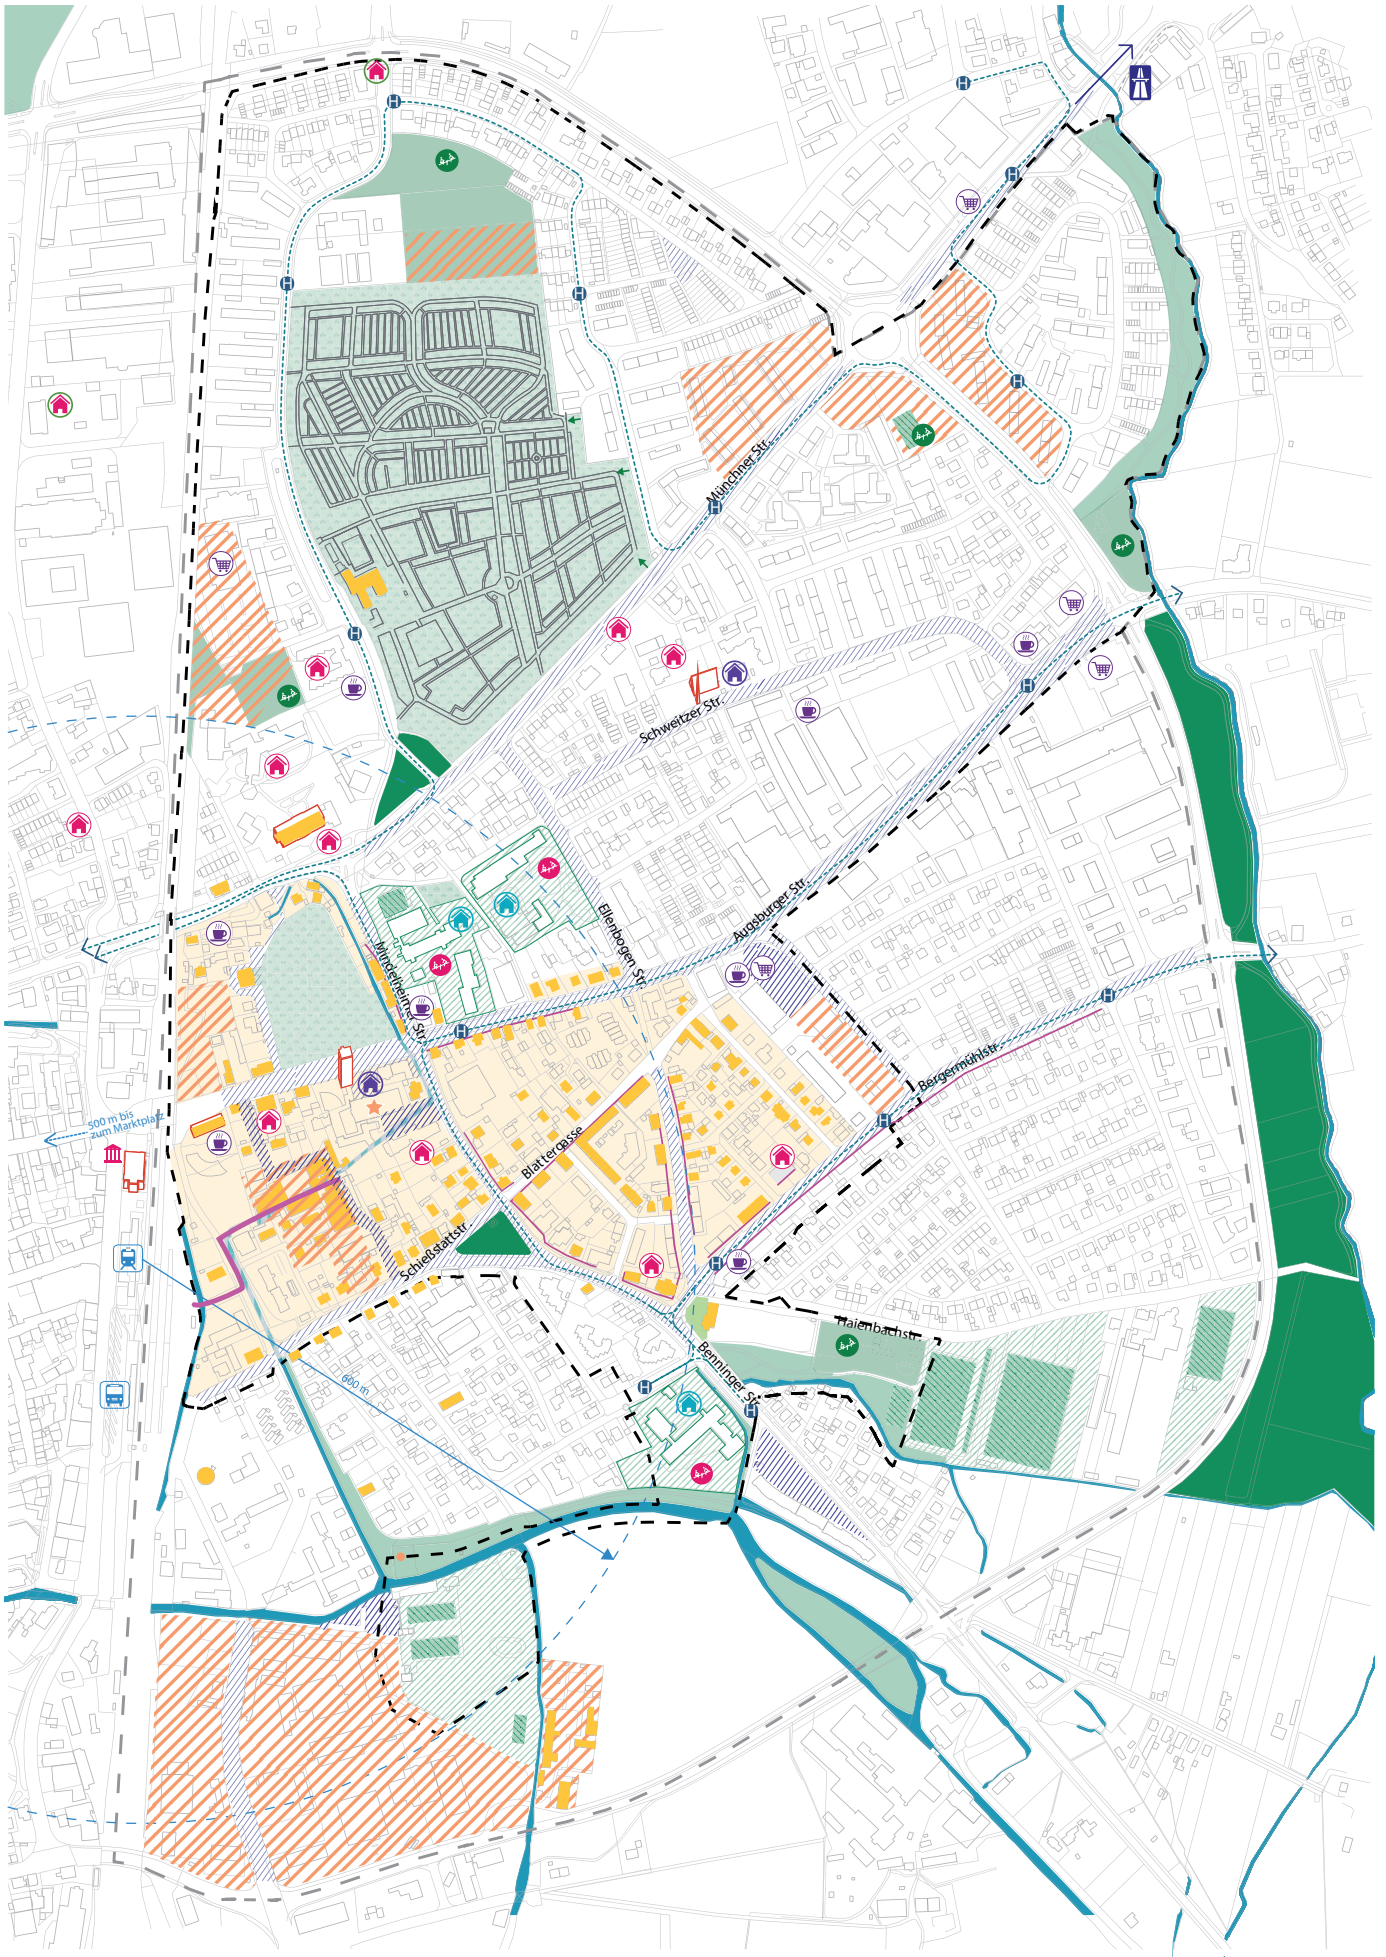 H
H
H
H
H
H
Münchner Str.
H
H
Schweitzer Str.
H
Augsburger Str.
Ellenbogen Str.
Mindelheimer Str.
H
H
Bergermühlstr.
500 m bis
zum Marktplatz
H
Blattergasse
Schießstattstr.
H
Haienbachstr.
Benninger Str.
600 m
H
H